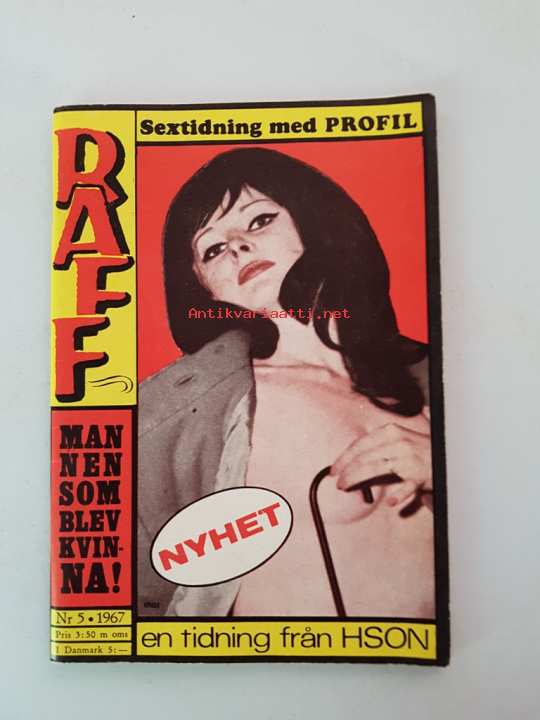 Sextidning med PROFIL
RAFF
Antikvariaatti.net
MAN
NEN
SOM
BLEV
KVIN-
NA!
NYHET
Nr 5 • 1967
Pris 3:50 m oms
I Danmark 5:—
en tidning från HSON